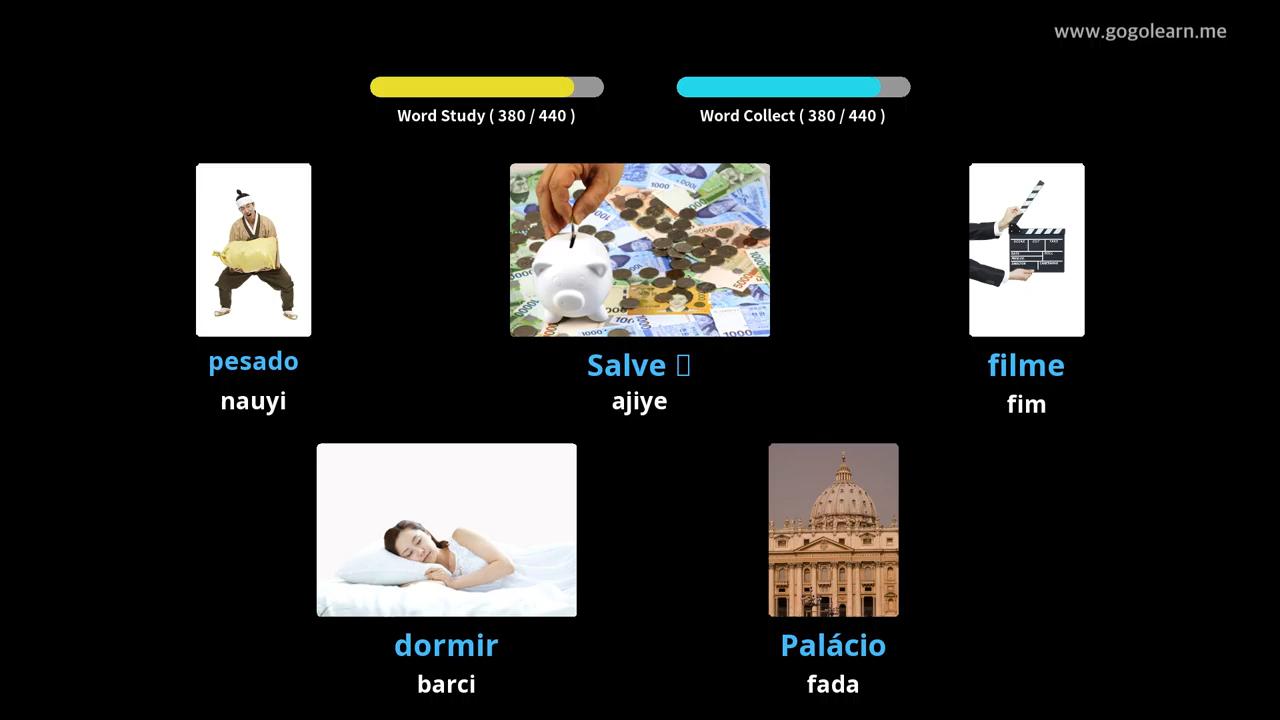 www.gogolearn.me
Word Study ( 380 / 440 )
Word Collect ( 380 / 440 )
pesado
nauyi
Salve
ajiye
filme
fim
dormir
barci
Palácio
fada